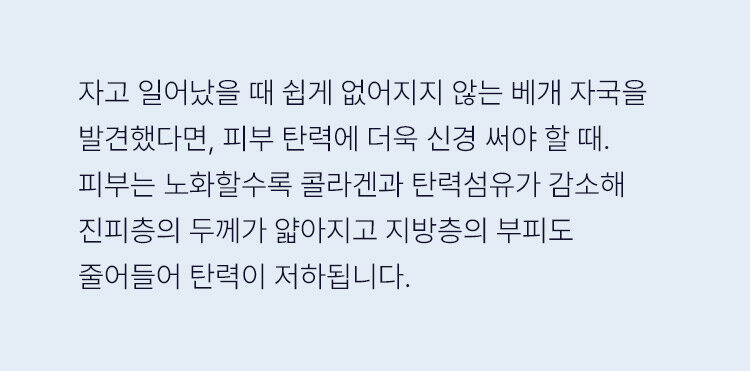 자고 일어났을 때 쉽게 없어지지 않는 베개 자국을
발견했다면, 피부 탄력에 더욱 신경 써야 할 때.
피부는 노화할수록 콜라겐과 탄력섬유가 감소해
진피층의 두께가 얇아지고 지방층의 부피도
줄어들어 탄력이 저하됩니다.